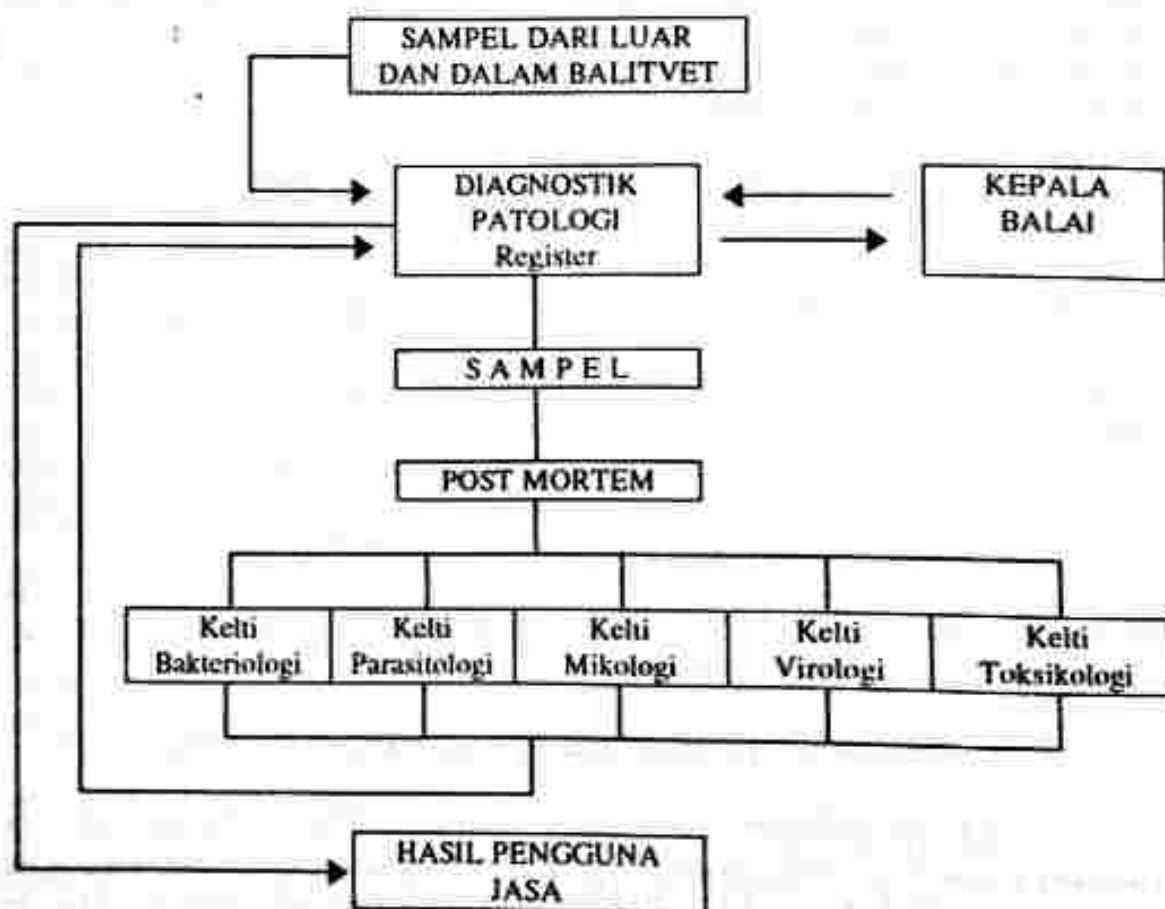 SAMPEL DARI LUAR
DAN DALAM BALITVET
DIAGNOSTIK
PATOLOGI
Register
KEPALA
BALAI
S A M P E L
POST MORTEM
Kelti
Bakteriologi
Kelti
Parasitologi
Kelti
Mikologi
Kelti
Virologi
Kelti
Toksikologi
HASIL PENGGUNA
JASA